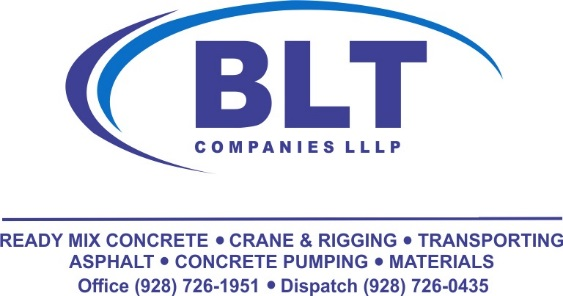 BLT
COMPANIES LLLP
READY MIX CONCRETE • CRANE & RIGGING • TRANSPORTING
ASPHALT • CONCRETE PUMPING • MATERIALS
Office (928) 726-1951 • Dispatch (928) 726-0435